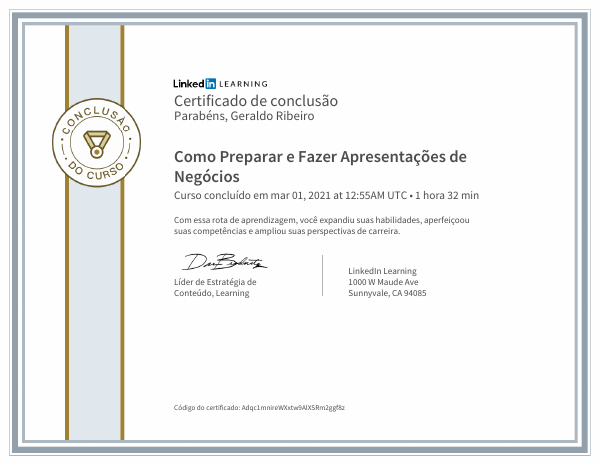 Linked in LEARNING
Certificado de conclusão
Parabéns, Geraldo Ribeiro
CONCLUSÃO
DO CURSO
Como Preparar e Fazer Apresentações de
Negócios
Curso concluído em mar 01, 2021 at 12:55AM UTC • 1 hora 32 min
Com essa rota de aprendizagem, você expandiu suas habilidades, aperfeiçoou
suas competências e ampliou suas perspectivas de carreira.
Líder de Estratégia de
Conteúdo, Learning
LinkedIn Learning
1000 W Maude Ave
Sunnyvale, CA 94085
Código do certificado: Adqc1mnireWXxtw9AlX5Rm2ggf8z